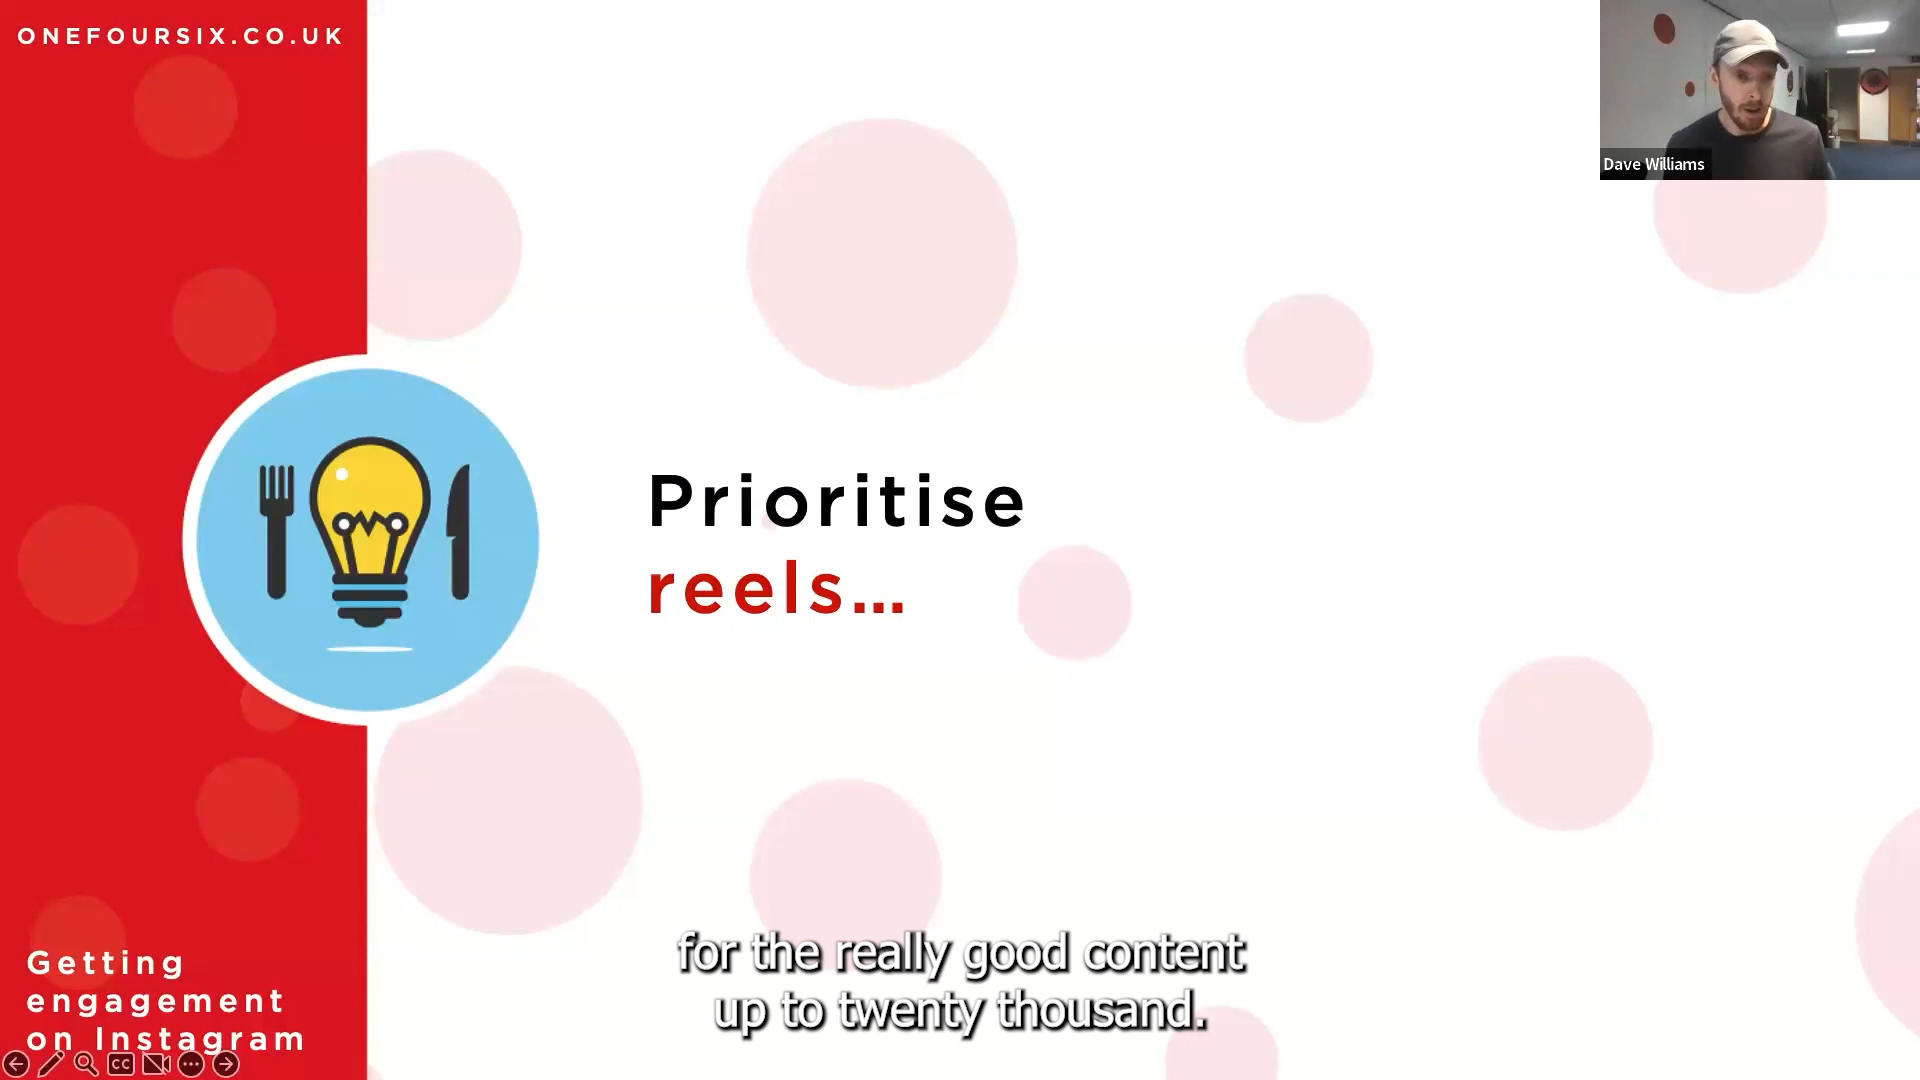 ONEFOURSIX.CO.UK
Dave Williams
Prioritise
reels...
for the really good content
up to twenty thousand.
Getting
engagement
on Instagram
CC